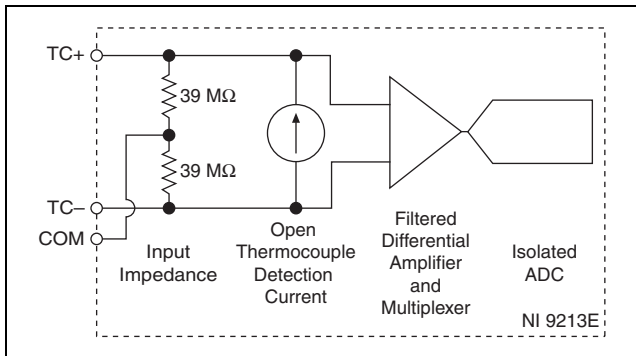 TC+
39 MΩ
39 MΩ
TC–
COM
Input
Impedance
Open
Thermocouple
Detection
Current
Filtered
Differential
Amplifier
and
Multiplexer
Isolated
ADC
NI 9213E